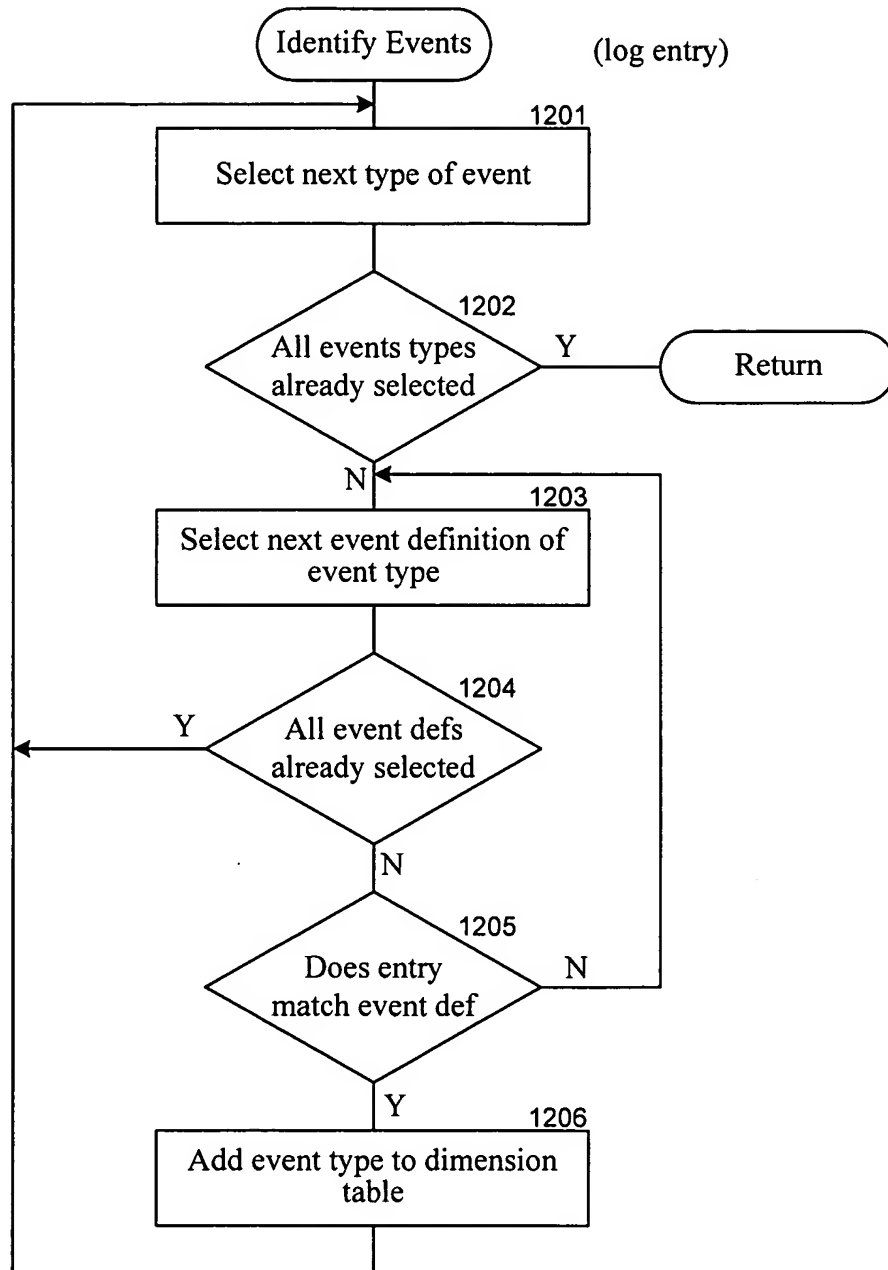 Identify Events
(log entry)
1201
Select next type of event
1202
All events types
already selected
Y
Return
N
1203
Select next event definition of
event type
1204
Y
All event defs
already selected
N
1205
Does entry
match event def
N
Y
1206
Add event type to dimension
table